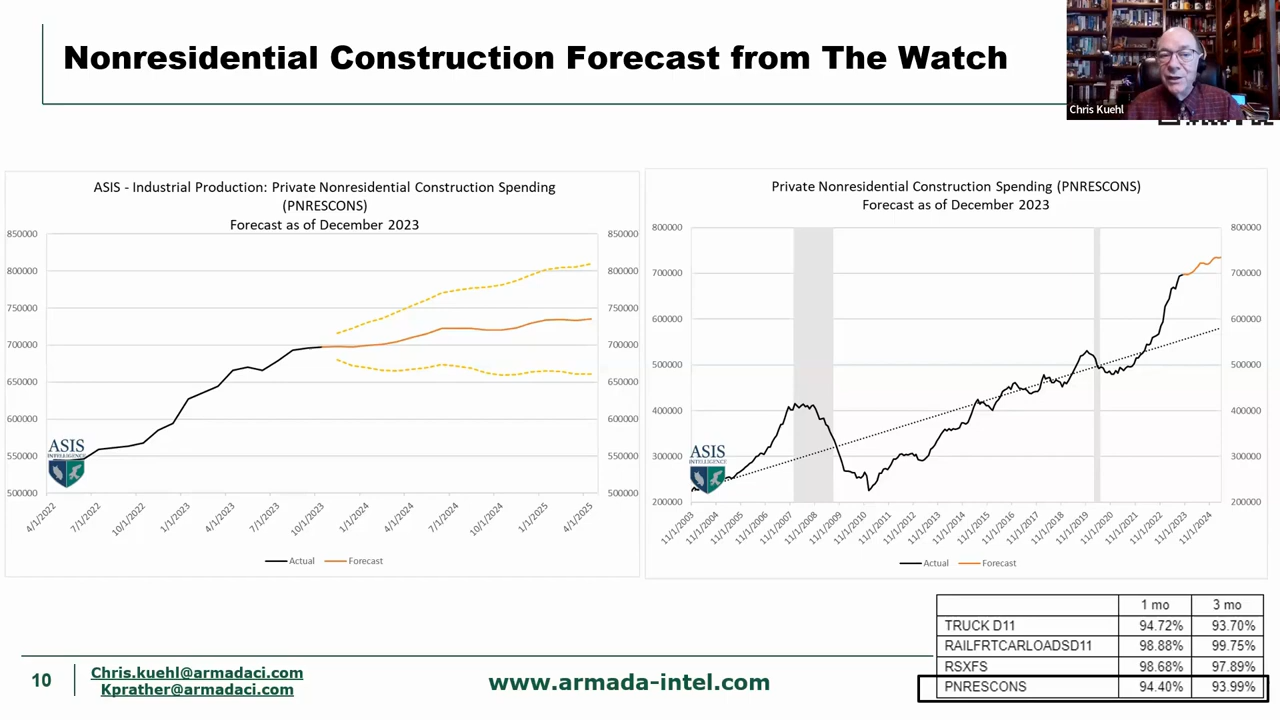 Nonresidential Construction Forecast from The Watch
Chris Kuehl
ASIS - Industrial Production: Private Nonresidential Construction Spending
(PNRESCONS)
Forecast as of December 2023
850000 850000
800000 800000
750000 750000
700000 700000
650000 650000
600000 600000
550000 550000
500000 500000
ASIS
INTELLIGENCE
4/1/2022 7/1/2022 10/1/2022 1/1/2023 4/1/2023 7/1/2023 10/1/2023 1/1/2024 4/1/2024 7/1/2024 10/1/2024 1/1/2025 4/1/2025
Actual Forecast
Private Nonresidential Construction Spending (PNRESCONS)
Forecast as of December 2023
800000 800000
700000 700000
600000 600000
500000 500000
400000 400000
300000 300000
200000 200000
ASIS
INTELLIGENCE
11/1/2003 11/1/2004 11/1/2005 11/1/2006 11/1/2007 11/1/2008 11/1/2009 11/1/2010 11/1/2011 11/1/2012 11/1/2013 11/1/2014 11/1/2015 11/1/2016 11/1/2017 11/1/2018 11/1/2019 11/1/2020 11/1/2021 11/1/2022 11/1/2023 11/1/2024
Actual Forecast
1 mo 3 mo
TRUCK D11 94.72% 93.70%
RAILFRTCARLOADSD11 98.88% 99.75%
RSXFS 98.68% 97.89%
PNRESCONS 94.40% 93.99%
10
Chris.kuehl@armadaci.com
Kprather@armadaci.com
www.armada-intel.com